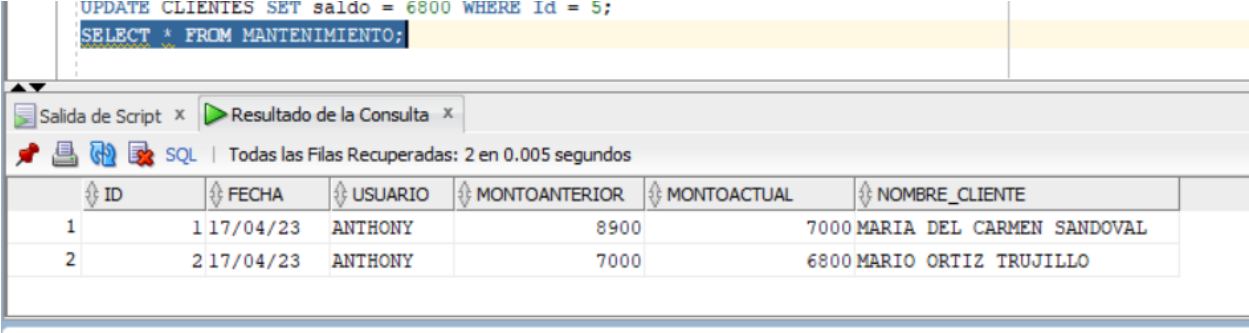 UPDATE CLIENTES SET saldo = 6800 WHERE Id = 5;
SELECT * FROM MANTENIMIENTO;
Salida de Script x Resultado de la Consulta x
SQL | Todas las Filas Recuperadas: 2 en 0.005 segundos
ID FECHA USUARIO MONTOANTERIOR MONTOACTUAL NOMBRE_CLIENTE
1 1 17/04/23 ANTHONY 8900 7000 MARIA DEL CARMEN SANDOVAL
2 2 17/04/23 ANTHONY 7000 6800 MARIO ORTIZ TRUJILLO